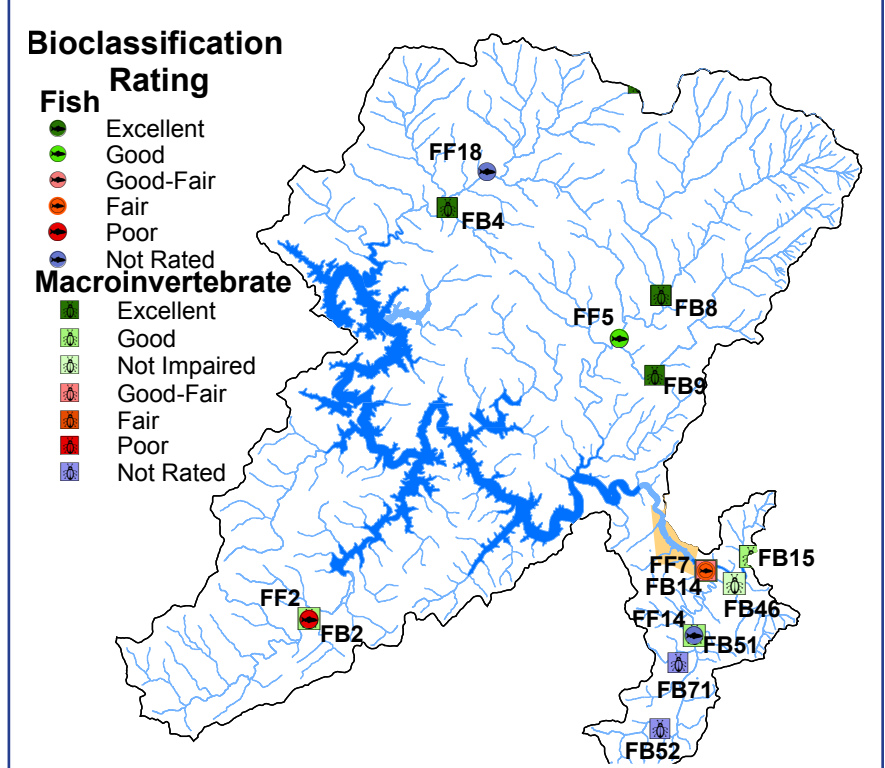 Bioclassification
Rating
Fish
Excellent
Good
Good-Fair
Fair
Poor
Not Rated
Macroinvertebrate
Excellent
Good
Not Impaired
Good-Fair
Fair
Poor
Not Rated
FF18
FB4
FB8
FF5
FB9
FB15
FF7
FB14
FB46
FF2
FB2
FF14
FB51
FB71
FB52